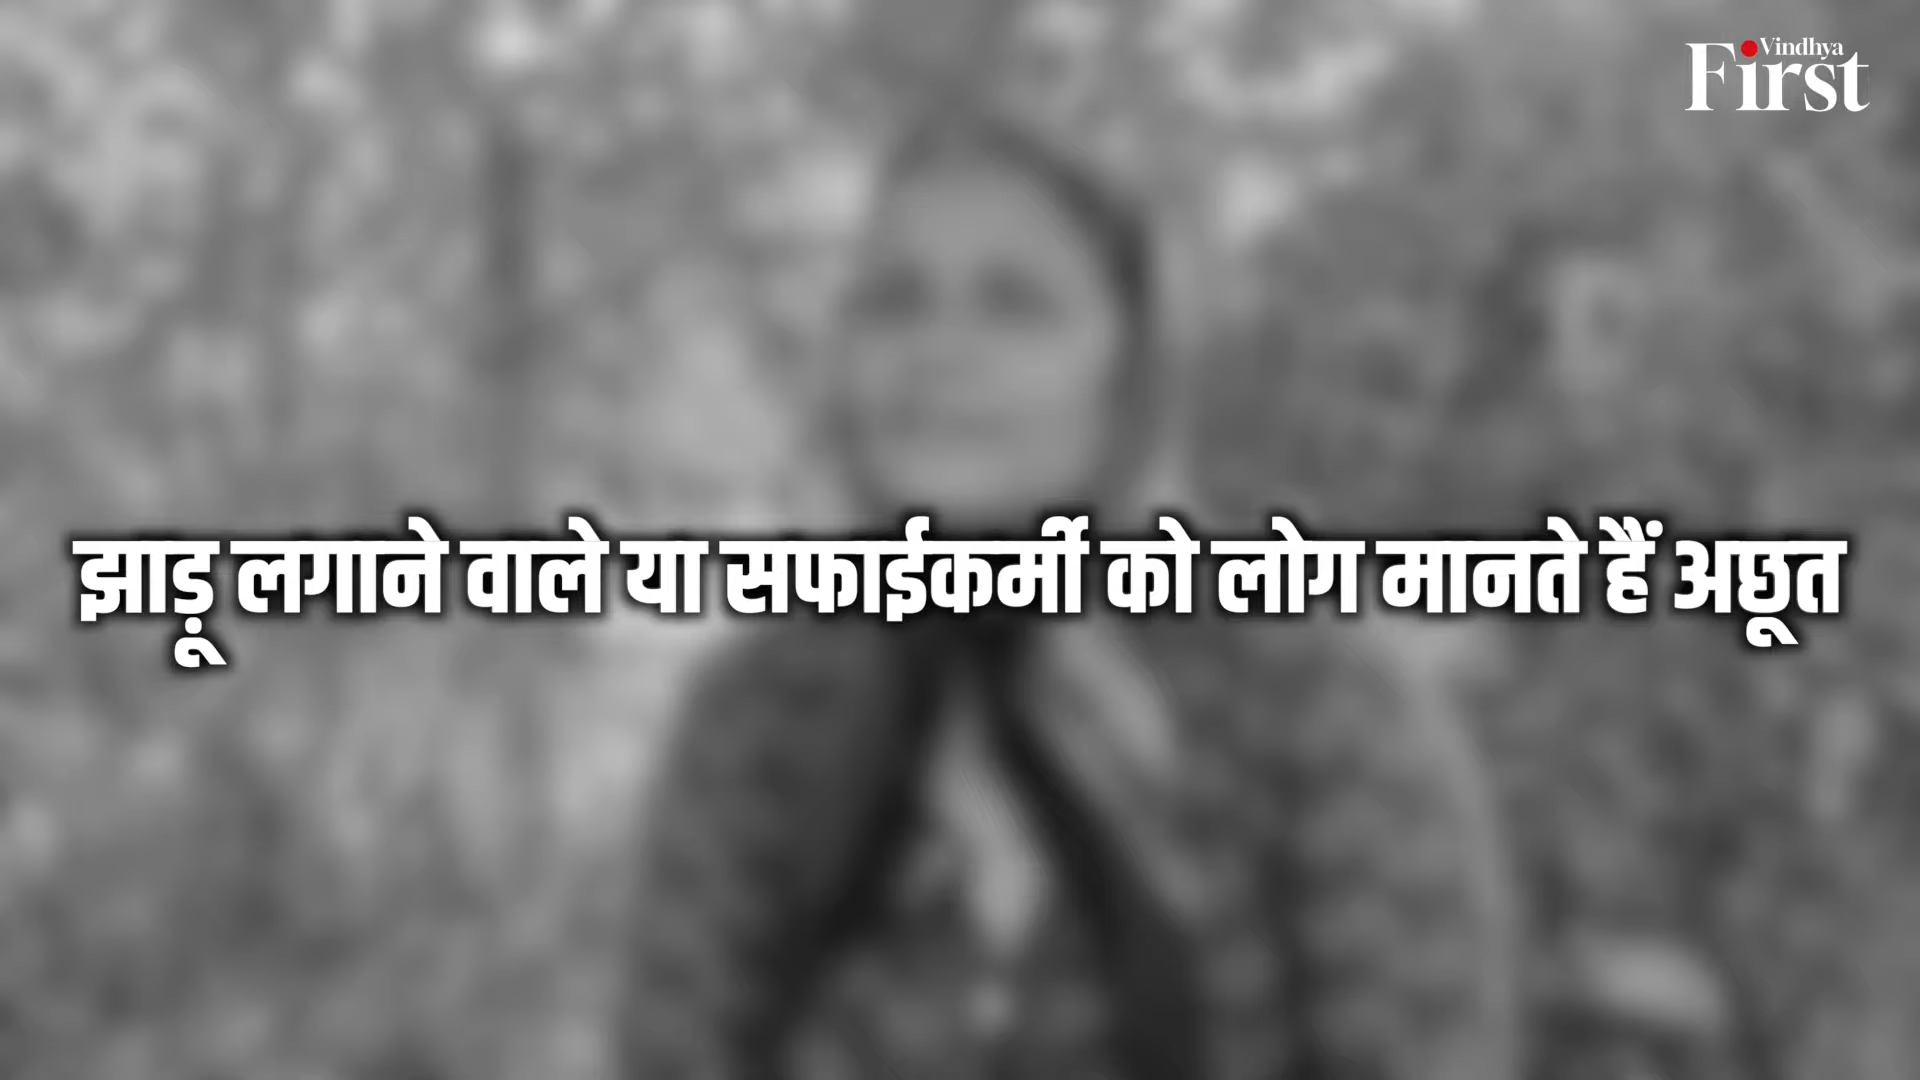 Vindhya
First
झाड़ू लगाने वाले या सफाईकर्मी को लोग मानते हैं अछूत